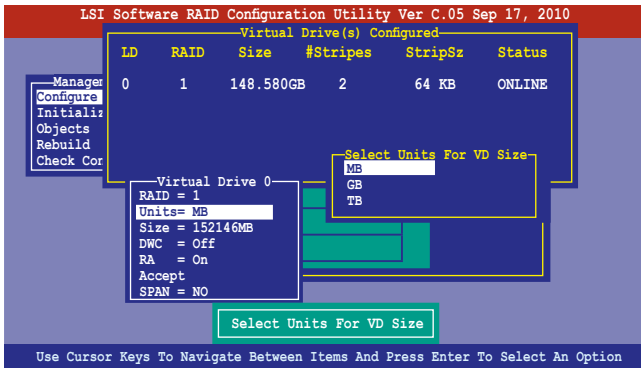 LSI Software RAID Configuration Utility Ver C.05 Sep 17, 2010
Virtual Drive(s) Configured
LD RAID Size #Stripes StripSz Status
0 1 148.580GB 2 64 KB ONLINE
Configure
Objects
Rebuild
Check
Select Units For VD Size
MB
GB
TB
Virtual Drive 0
RAID = 1
Units= MB
Size = 152146MB
DWC = Off
RA = On
Accept
SPAN = NO
Select Units For VD Size
Use Cursor Keys To Navigate Between Items And Press Enter To Select An Option